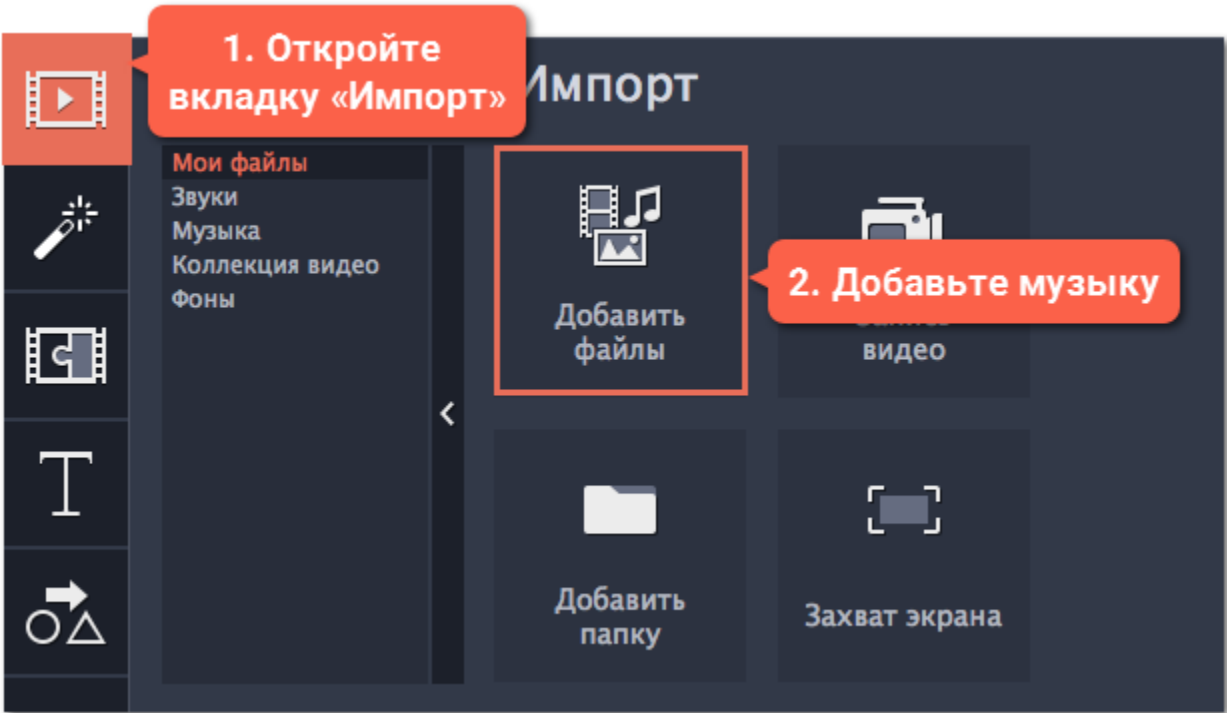 1. Откройте
вкладку «Импорт»
Импорт
Мои файлы
Звуки
Музыка
Коллекция видео
Фоны
Добавить
файлы
2. Добавьте музыку
видео
Добавить
папку
Захват экрана